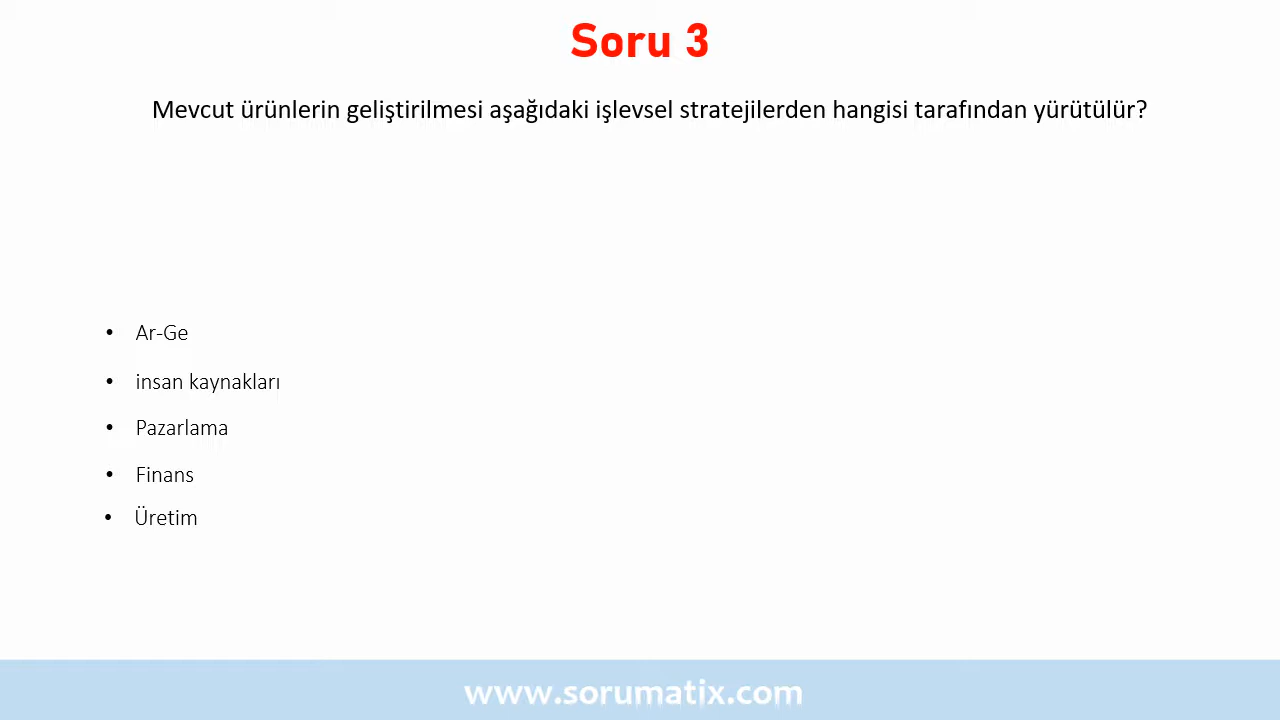 Soru 3
Mevcut ürünlerin geliştirilmesi aşağıdaki işlevsel stratejilerden hangisi tarafından yürütülür?
• Ar-Ge
• insan kaynakları
• Pazarlama
• Finans
• Üretim
www.sorumatix.com